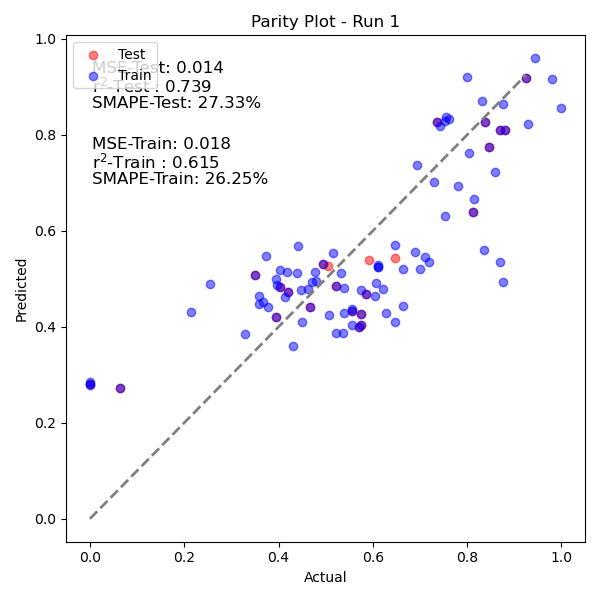 Parity Plot - Run 1
Test
Train
MSE-Test: 0.014
r²-Test : 0.739
SMAPE-Test: 27.33%
MSE-Train: 0.018
r²-Train : 0.615
SMAPE-Train: 26.25%
1.0
0.8
0.6
0.4
0.2
0.0
Predicted
0.0 0.2 0.4 0.6 0.8 1.0
Actual